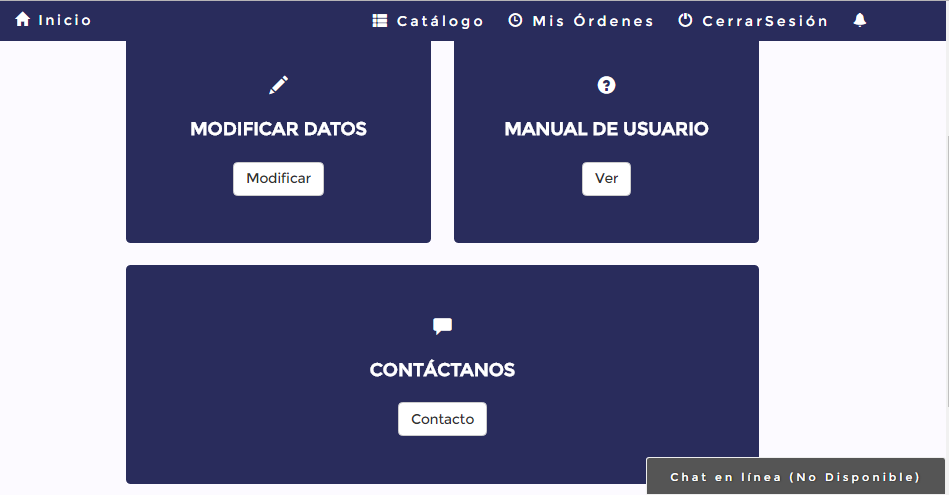 Inicio
Catálogo
Mis Órdenes
CerrarSesión
MODIFICAR DATOS
Modificar
MANUAL DE USUARIO
Ver
CONTÁCTANOS
Contacto
Chat en línea (No Disponible)